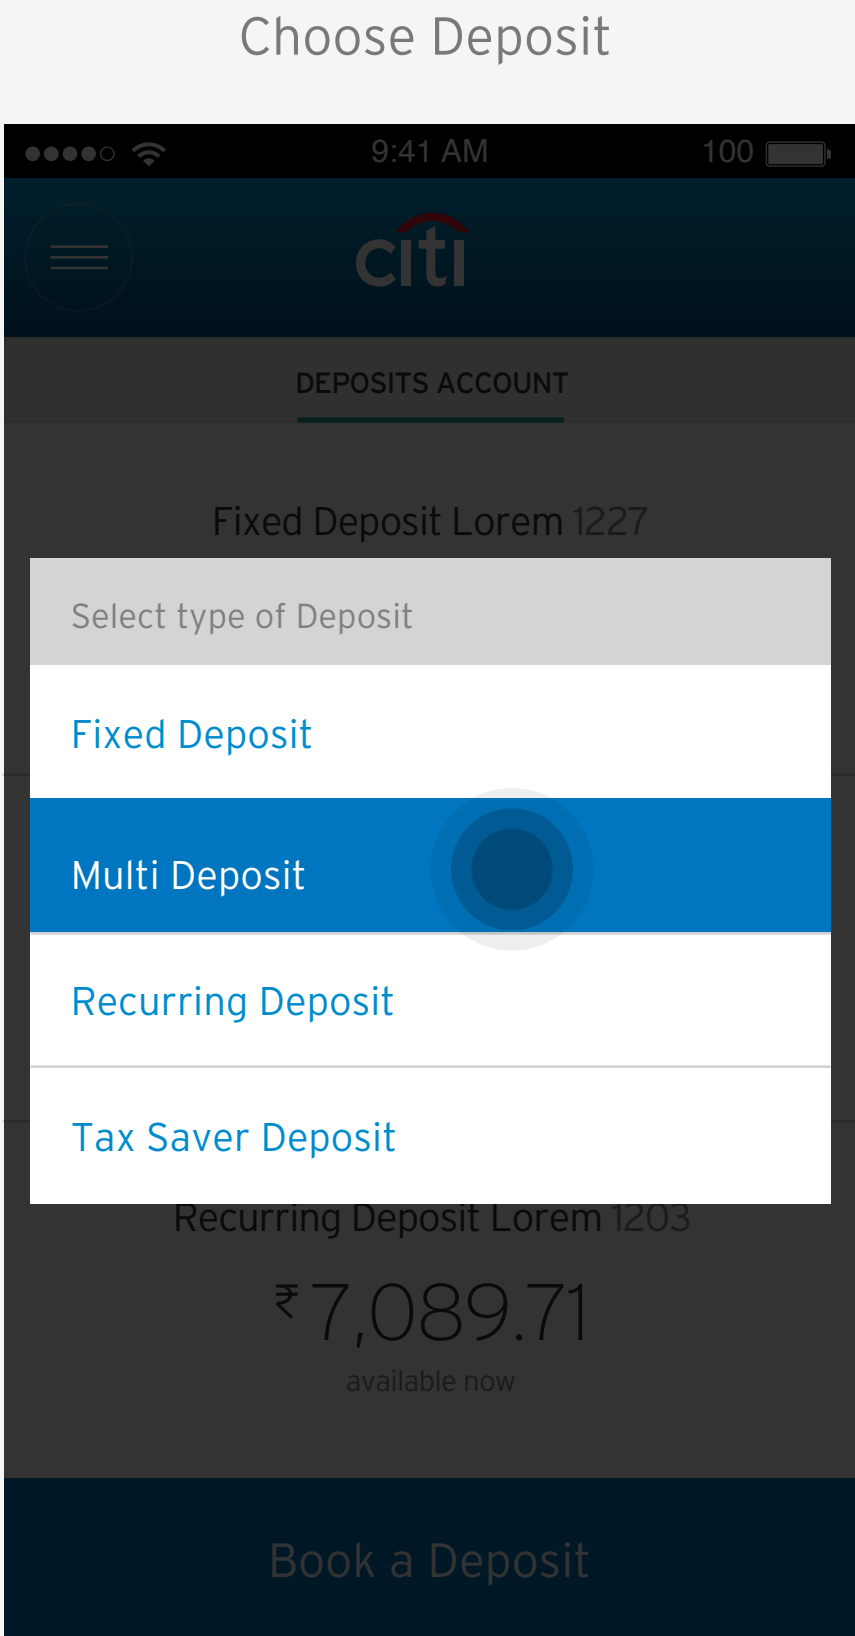 Choose Deposit
9:41 AM 100
citi
DEPOSITS ACCOUNT
Fixed Deposit Lorem 1227
Select type of Deposit
Fixed Deposit
Multi Deposit
Recurring Deposit
Tax Saver Deposit
Recurring Deposit Lorem 1203
₹7,089.71
available now
Book a Deposit